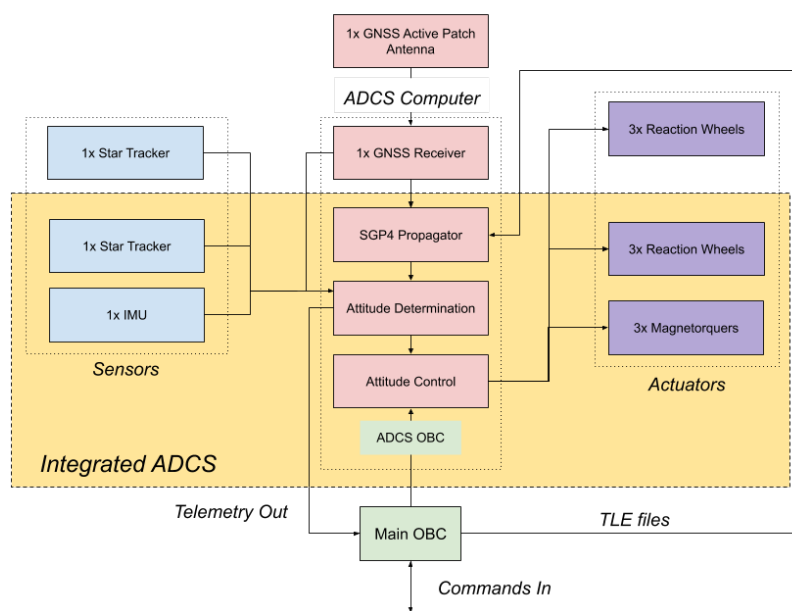 1x GNSS Active Patch
Antenna
ADCS Computer
1x Star Tracker
1x GNSS Receiver
3x Reaction Wheels
SGP4 Propagator
1x Star Tracker
3x Reaction Wheels
1x IMU
Attitude Determination
3x Magnetorquers
Sensors
Attitude Control
Actuators
ADCS OBC
Integrated ADCS
Telemetry Out
Main OBC
TLE files
Commands In